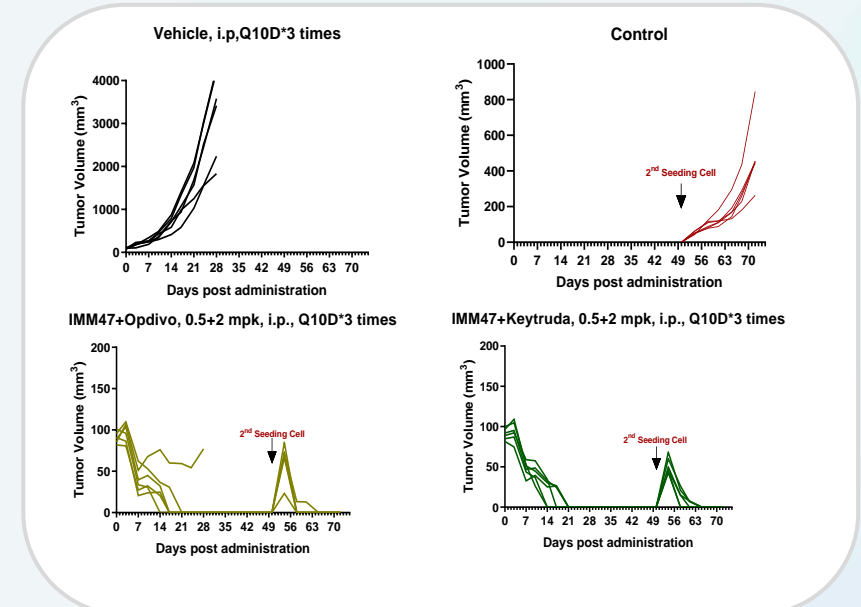 Vehicle, i.p,Q10D*3 times
Tumor Volume (mm³)
4000
3000
2000
1000
0
0 7 14 21 28 35 42 49 56 63 70
Days post administration
Control
Tumor Volume (mm³)
1000
800
600
400
200
0
2nd Seeding Cell
0 7 14 21 28 35 42 49 56 63 70
Days post administration
IMM47+Opdivo, 0.5+2 mpk, i.p., Q10D*3 times
Tumor Volume (mm³)
200
150
100
50
0
2nd Seeding Cell
0 7 14 21 28 35 42 49 56 63 70
Days post administration
IMM47+Keytruda, 0.5+2 mpk, i.p., Q10D*3 times
Tumor Volume (mm³)
200
150
100
50
0
2nd Seeding Cell
0 7 14 21 28 35 42 49 56 63 70
Days post administration